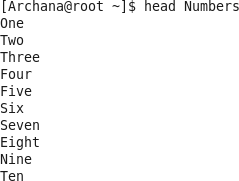 [Archana@root ~]$ head Numbers
One
Two
Three
Four
Five
Six
Seven
Eight
Nine
Ten